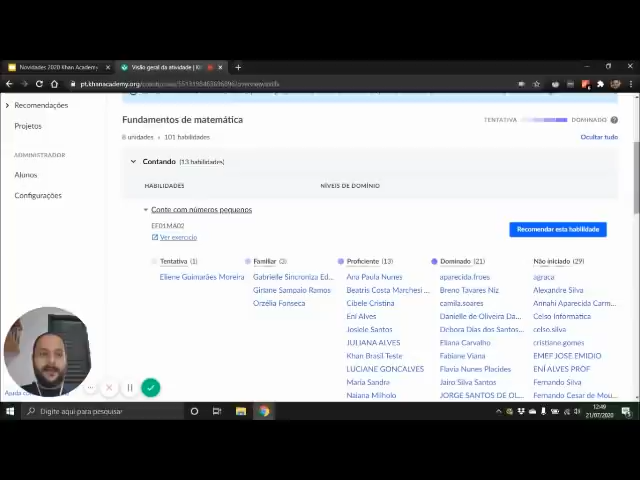 Novidades 2020 Khan Academy
Visão geral da atividade | Kh
Recomendações
Projetos
ADMINISTRADOR
Alunos
Configurações
Fundamentos de matemática
8 unidades • 101 habilidades
TENTATIVA
DOMINADO
Ocultar tudo
Contando (13 habilidades)
HABILIDADES
NÍVEIS DE DOMÍNIO
Conte com números pequenos
EF01MA02
Ver exercício
Recomendar esta habilidade
Tentativa (1)
Eliene Guimarães Moreira
Familiar (3)
Gabrielle Sincroniza Ed...
Girlane Sampaio Ramos
Orzélia Fonseca
Proficiente (13)
Ana Paula Nunes
Beatris Costa Marchesi ...
Cibele Cristina
Eni Alves
Josiele Santos
JULIANA ALVES
Khan Brasil Teste
LUCIANE GONCALVES
Maria Sandra
Naiana Milholo
Dominado (21)
aparecida.froes
Breno Tavares Niz
camila.soares
Danielle de Oliveira Da...
Debora Dias dos Santos...
Eliana Carvalho
Fabiane Viana
Flavia Nunes Placides
Jairo Silva Santos
JORGE SANTOS DE OL...
Não iniciado (29)
agraca
Alexandre Silva
Annahi Aparecida Carm...
Celso Informatica
celso.silva
cristiane.gomes
EMEF JOSE EMIDIO
ENÍ ALVES PROF
Fernando Silva
Fernando Cesar de Mou...
Digite aqui para pesquisar
12:49
21/07/2020